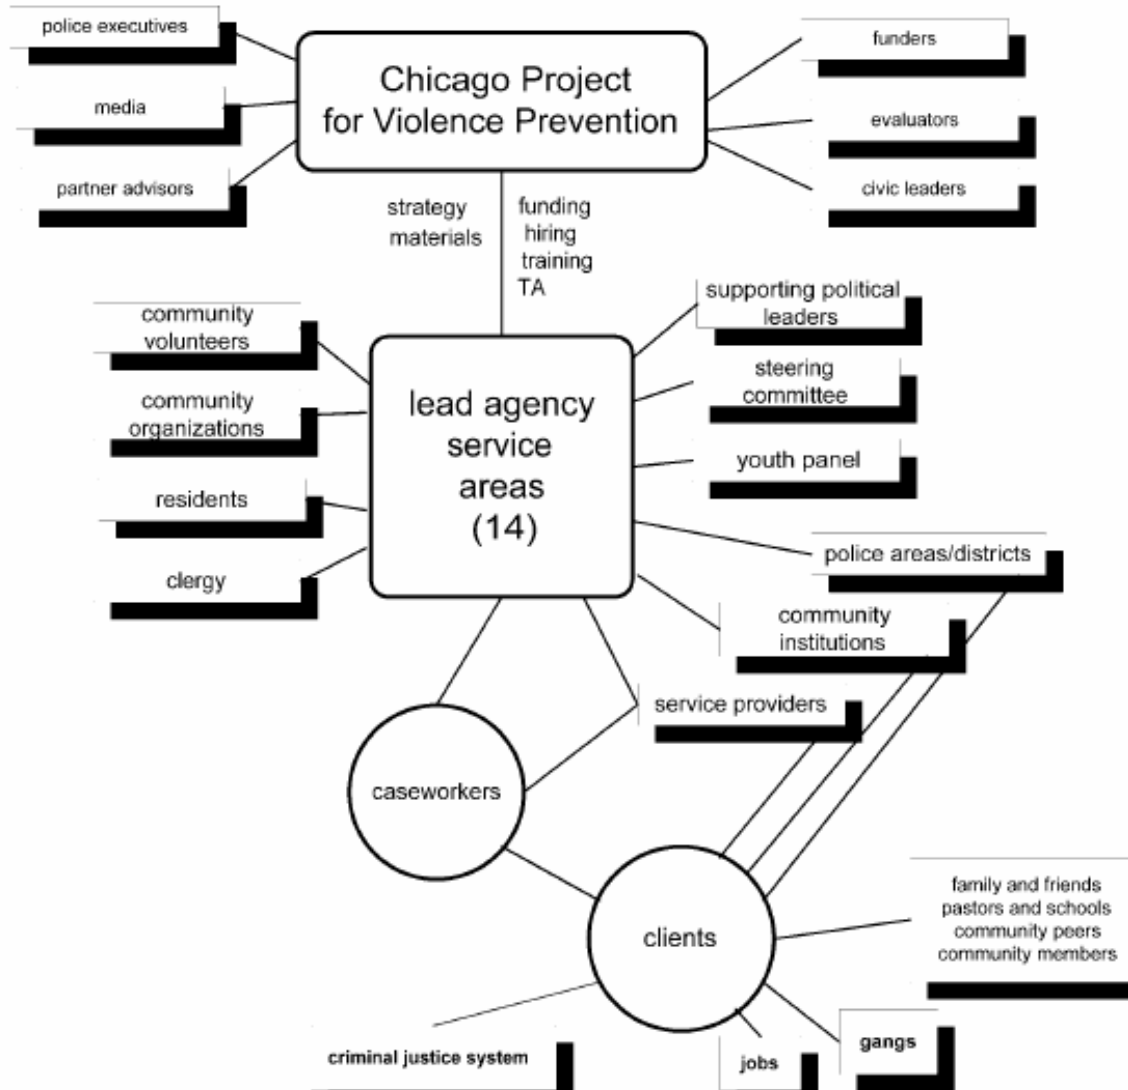 police executives
media
partner advisors
Chicago Project
for Violence Prevention
funders
evaluators
civic leaders
strategy
materials
funding
hiring
training
TA
community
volunteers
community
organizations
residents
clergy
lead agency
service
areas
(14)
supporting political
leaders
steering
committee
youth panel
police areas/districts
community
institutions
service providers
caseworkers
clients
family and friends
pastors and schools
community peers
community members
criminal justice system
jobs
gangs